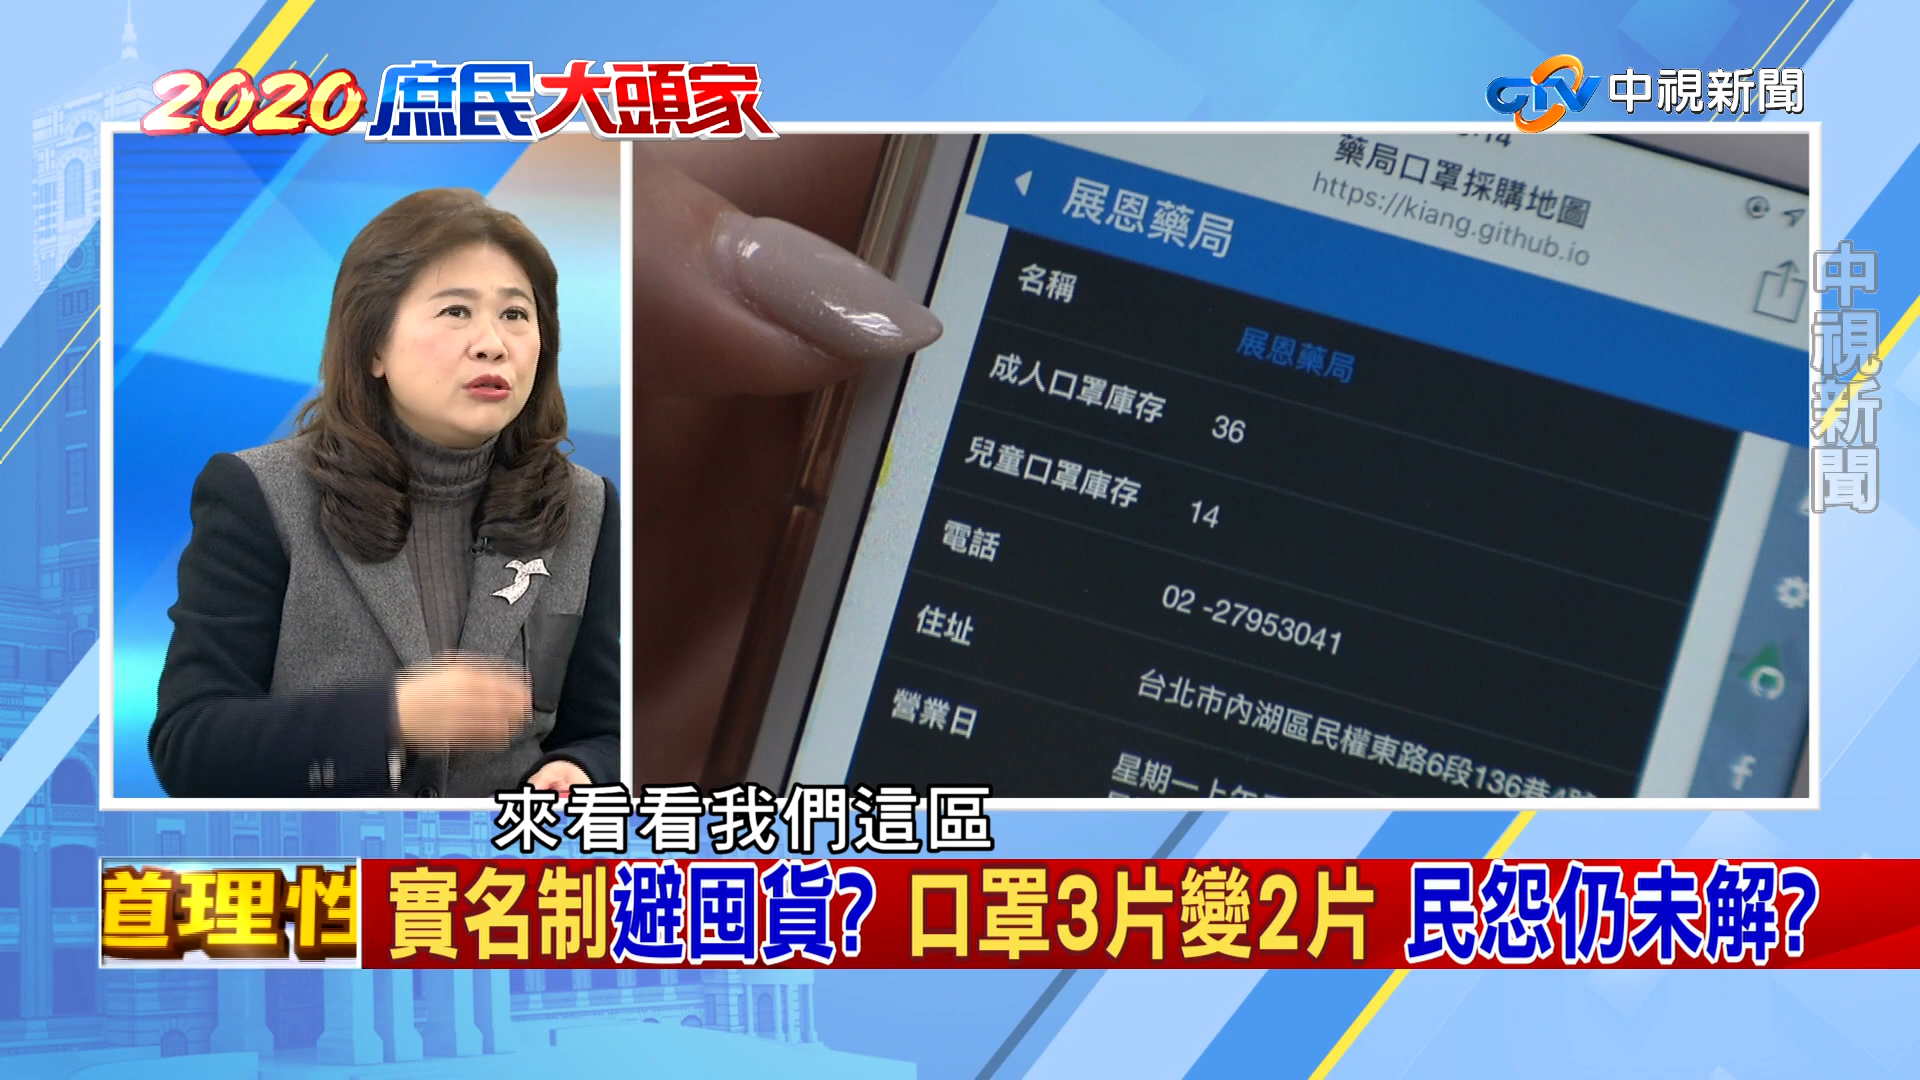 2020庶民大頭家
CTV中視新聞
藥局口罩採購地圖
https://kiang.github.io
展恩藥局
名稱
展恩藥局
成人口罩庫存 36
兒童口罩庫存 14
電話
02 -27953041
住址
台北市內湖區民權東路6段136巷
營業日
星期一上午
中視新聞
來看看我們這區
道理性
實名制避囤貨? 口罩3片變2片 民怨仍未解?